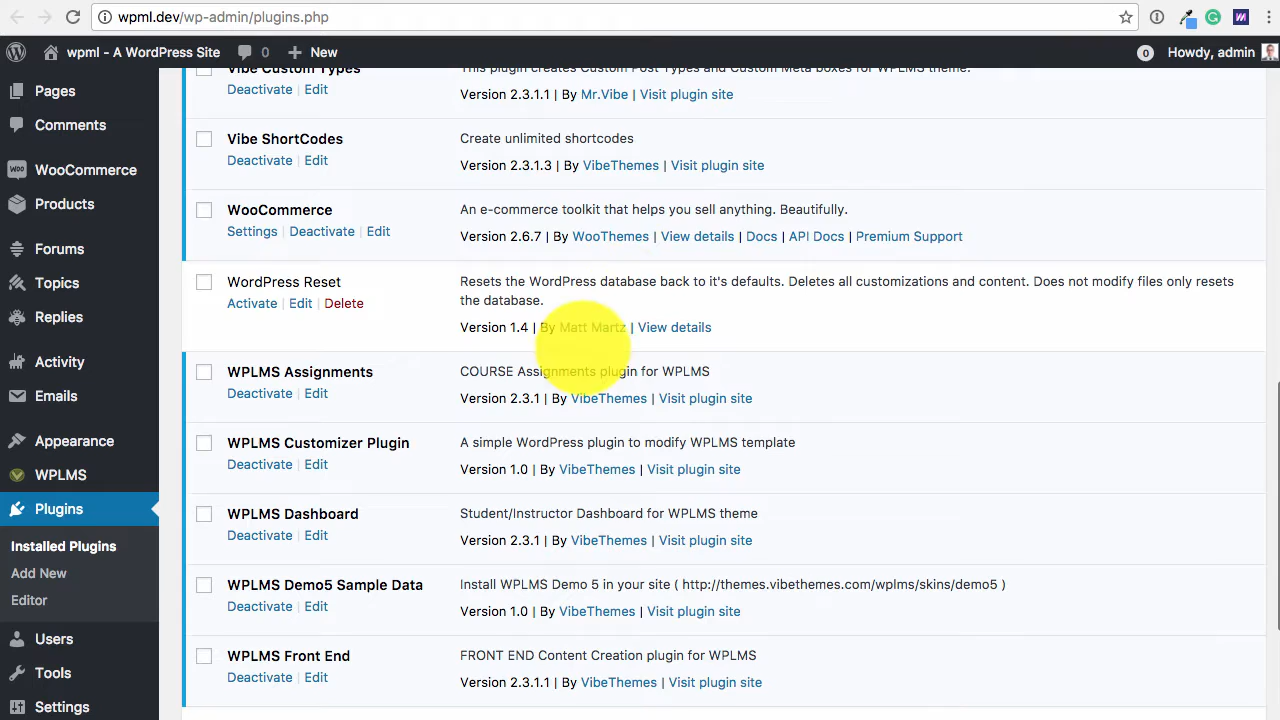 wpml.dev/wp-admin/plugins.php
wpml - A WordPress Site 0 New 0 Howdy, admin
Pages
Comments
WooCommerce
Products
Forums
Topics
Replies
Activity
Emails
Appearance
WPLMS
Plugins
Installed Plugins
Add New
Editor
Users
Tools
Settings
Vibe Custom Types
Deactivate | Edit
This plugin creates Custom Post Types and Custom Meta boxes for WPLMS theme.
Version 2.3.1.1 | By Mr.Vibe | Visit plugin site
Vibe ShortCodes
Deactivate | Edit
Create unlimited shortcodes
Version 2.3.1.3 | By VibeThemes | Visit plugin site
WooCommerce
Settings | Deactivate | Edit
An e-commerce toolkit that helps you sell anything. Beautifully.
Version 2.6.7 | By WooThemes | View details | Docs | API Docs | Premium Support
WordPress Reset
Activate | Edit | Delete
Resets the WordPress database back to it's defaults. Deletes all customizations and content. Does not modify files only resets
the database.
Version 1.4 | By Matt Martz | View details
WPLMS Assignments
Deactivate | Edit
COURSE Assignments plugin for WPLMS
Version 2.3.1 | By VibeThemes | Visit plugin site
WPLMS Customizer Plugin
Deactivate | Edit
A simple WordPress plugin to modify WPLMS template
Version 1.0 | By VibeThemes | Visit plugin site
WPLMS Dashboard
Deactivate | Edit
Student/Instructor Dashboard for WPLMS theme
Version 2.3.1 | By VibeThemes | Visit plugin site
WPLMS Demo5 Sample Data
Deactivate | Edit
Install WPLMS Demo 5 in your site ( http://themes.vibethemes.com/wplms/skins/demo5 )
Version 1.0 | By VibeThemes | Visit plugin site
WPLMS Front End
Deactivate | Edit
FRONT END Content Creation plugin for WPLMS
Version 2.3.1.1 | By VibeThemes | Visit plugin site